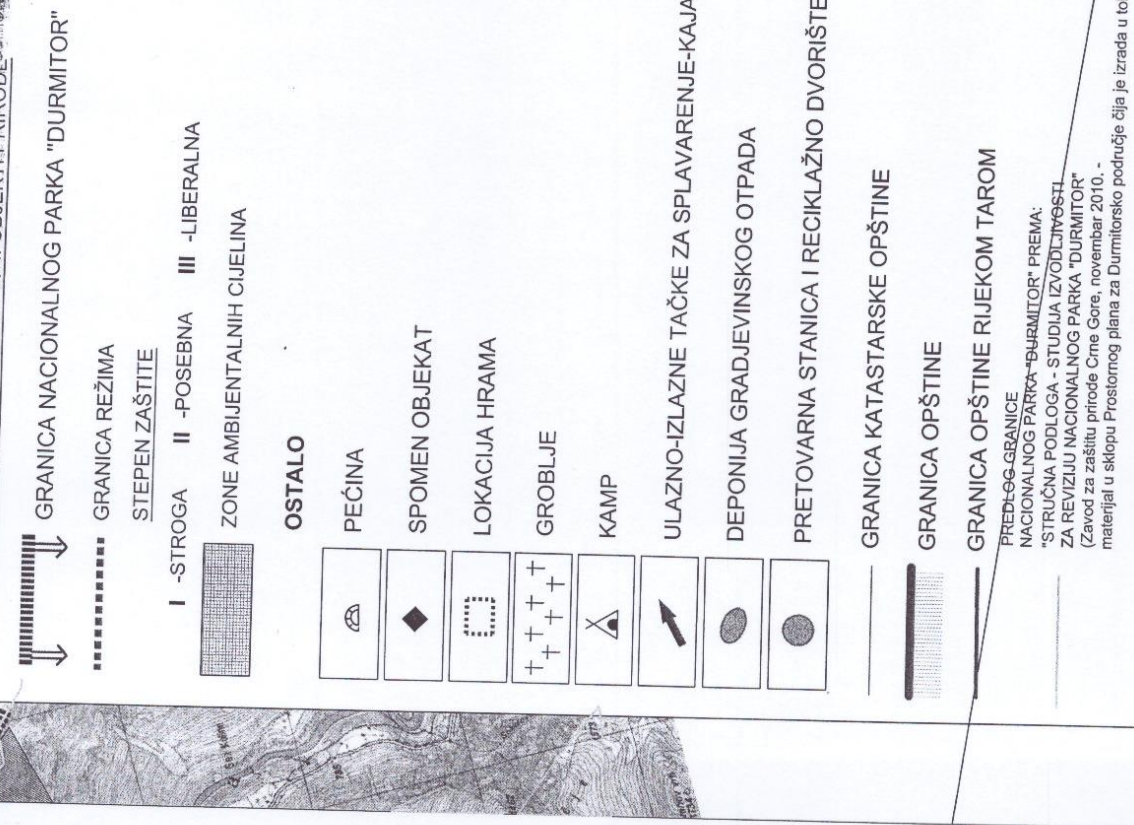 GRANICA NACIONALNOG PARKA "DURMITOR"
GRANICA REŽIMA
STEPEN ZAŠTITE
I -STROGA II -POSEBNA III -LIBERALNA
ZONE AMBIJENTALNIH CIJELINA
OSTALO
PEĆINA
SPOMEN OBJEKAT
LOKACIJA HRAMA
GROBLJE
KAMP
ULAZNO-IZLAZNE TAČKE ZA SPLAVARENJE-KAJA
DEPONIJA GRADJEVINSKOG OTPADA
PRETOVARNA STANICA I RECIKLAŽNO DVORIŠTE
GRANICA KATASTARSKE OPŠTINE
GRANICA OPŠTINE
GRANICA OPŠTINE RIJEKOM TAROM
PREDLOG GRANICE
NACIONALNOG PARKA "DURMITOR" PREMA:
"STRUČNA PODLOGA - STUDIJA IZVODLJIVOSTI
ZA REVIZIJU NACIONALNOG PARKA "DURMITOR"
(Zavod za zaštitu prirode Crne Gore, novembar 2010. -
materijal u sklopu Prostornog plana za Durmitorsko područje čija je izrada u to